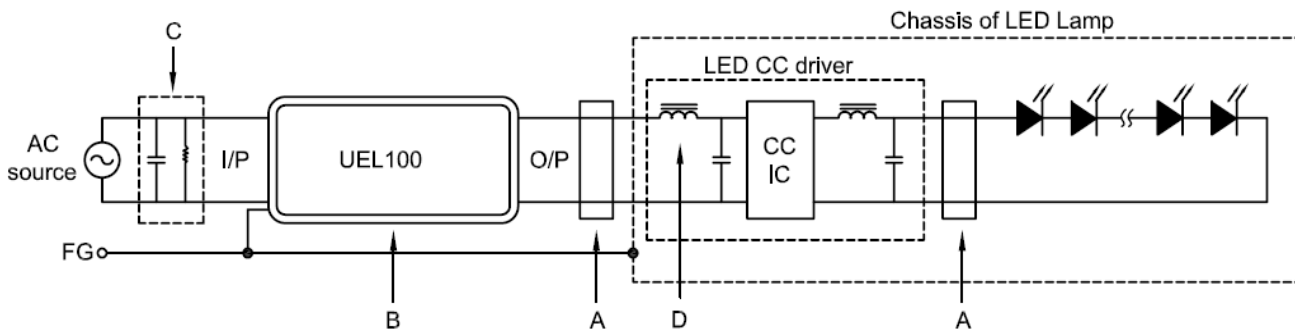 Chassis of LED Lamp
C
LED CC driver
AC
source
I/P
UEL100
O/P
CC
IC
FG
B
A
D
A